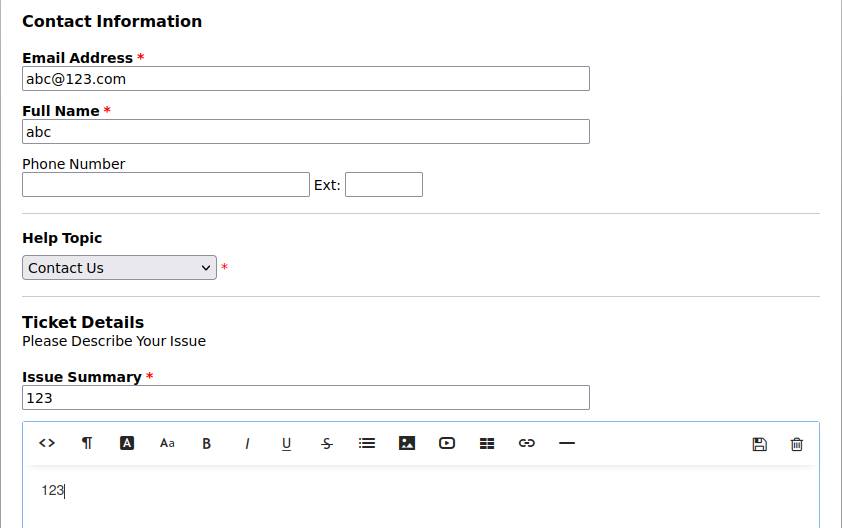 Contact Information
Email Address *
abc@123.com
Full Name *
abc
Phone Number
Ext:
Help Topic
Contact Us *
Ticket Details
Please Describe Your Issue
Issue Summary *
123
<> ¶ A Aa B I U S
123